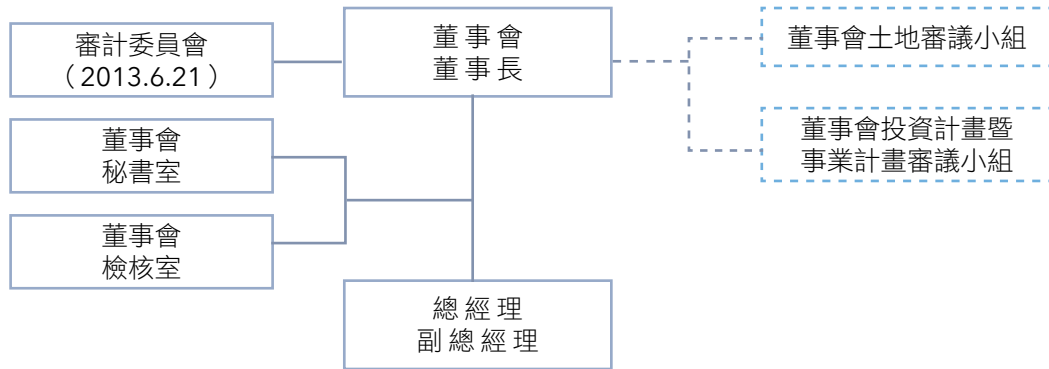 審計委員會
（2013.6.21）
董事會
董事長
董事會土地審議小組
董事會投資計畫暨
事業計畫審議小組
董事會
秘書室
董事會
檢核室
總經理
副總經理